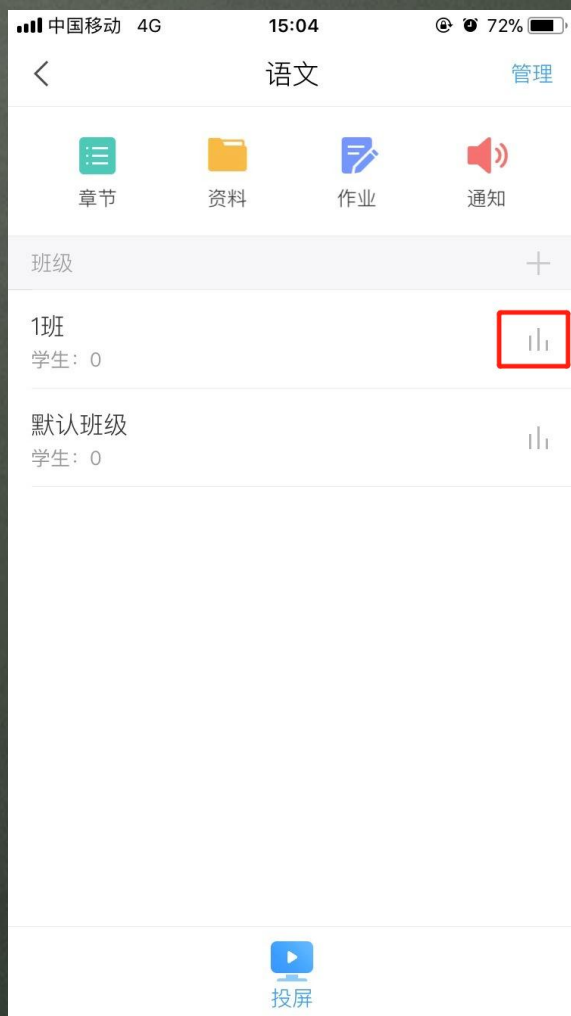 中国移动 4G 15:04 72%
语文 管理
章节 资料 作业 通知
班级
1班
学生：0
默认班级
学生：0
投屏